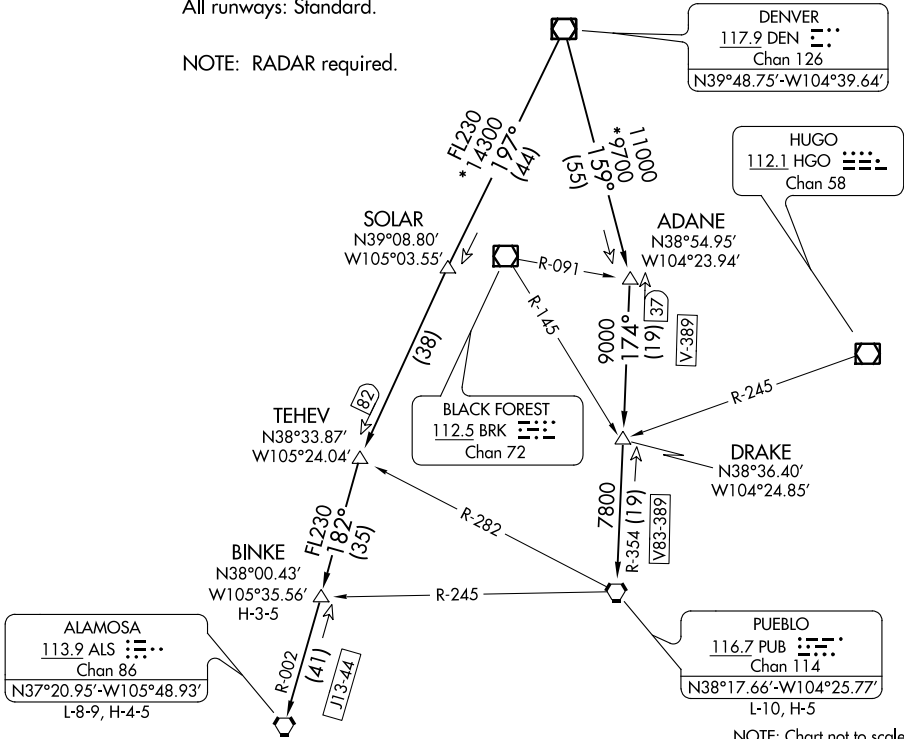 All runways: Standard.
NOTE: RADAR required.
DENVER
117.9 DEN
Chan 126
N39°48.75′-W104°39.64′
FL230
*14300
197°
(44)
11000
*9700
159°
(55)
HUGO
112.1 HGO
Chan 58
SOLAR
N39°08.80′
W105°03.55′
ADANE
N38°54.95′
W104°23.94′
R-091
R-145
37
9000
174°
(19)
V-389
(38)
82
R-245
BLACK FOREST
112.5 BRK
Chan 72
TEHEV
N38°33.87′
W105°24.04′
DRAKE
N38°36.40′
W104°24.85′
7800
R-354 (19)
V83-389
R-282
FL230
182°
(35)
BINKE
N38°00.43′
W105°35.56′
H-3-5
R-245
R-002
(41)
J13-44
ALAMOSA
113.9 ALS
Chan 86
N37°20.95′-W105°48.93′
L-8-9, H-4-5
PUEBLO
116.7 PUB
Chan 114
N38°17.66′-W104°25.77′
L-10, H-5
NOTE: Chart not to scale